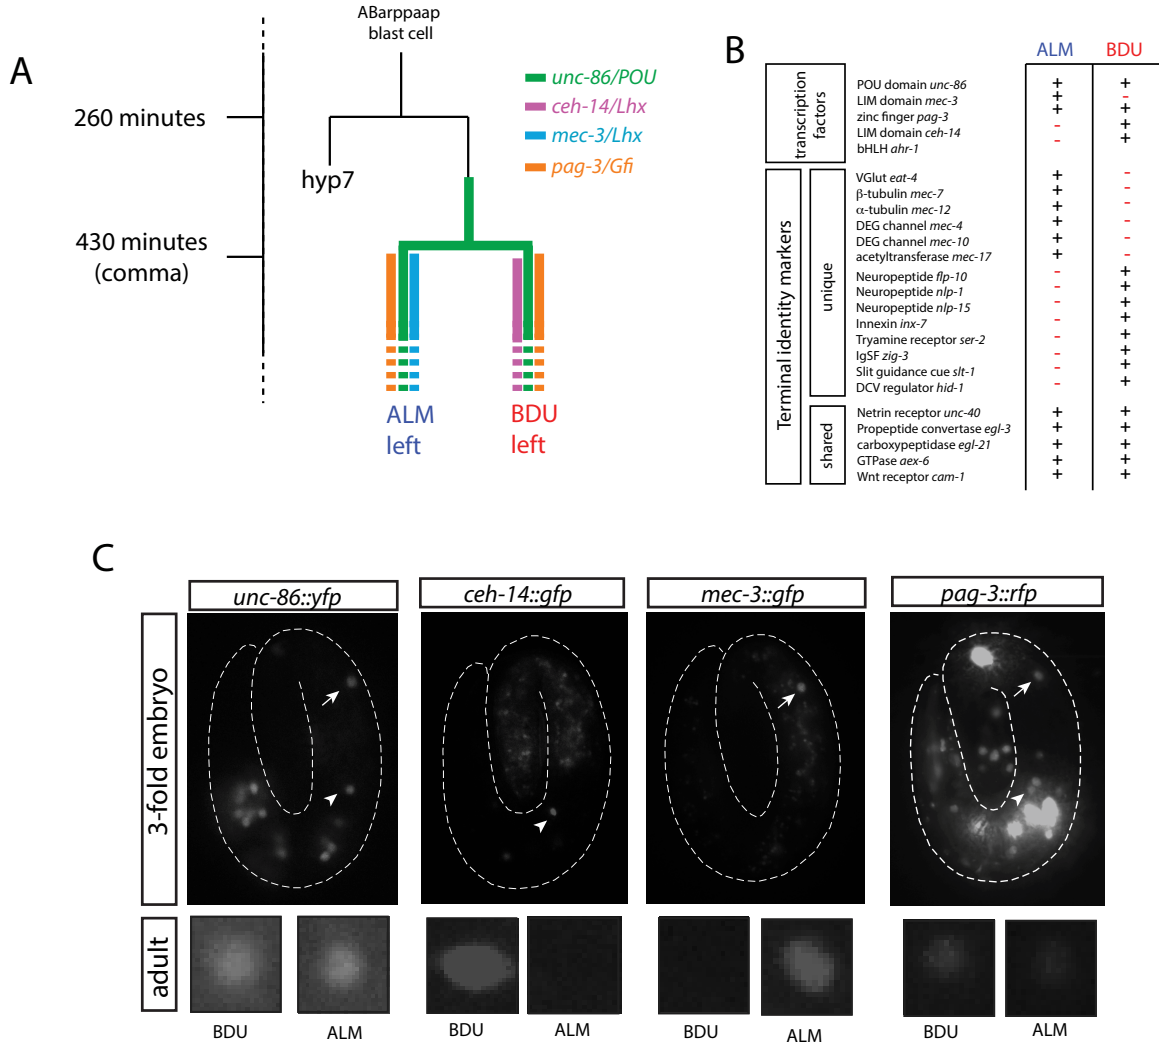 A
ABarppaap
blast cell
260 minutes
430 minutes
(comma)
hyp7
unc-86/POU
ceh-14/Lhx
mec-3/Lhx
pag-3/Gfi
ALM
left
BDU
left
B
ALM BDU
transcription
factors
POU domain unc-86 + +
LIM domain mec-3 + -
zinc finger pag-3 + +
LIM domain ceh-14 - +
bHLH ahr-1 - +
Terminal identity markers
unique
VGlut eat-4 + -
β-tubulin mec-7 + -
α-tubulin mec-12 + -
DEG channel mec-4 + -
DEG channel mec-10 + -
acetyltransferase mec-17 + -
Neuropeptide flp-10 - +
Neuropeptide nlp-1 - +
Neuropeptide nlp-15 - +
Innexin inx-7 - +
Tryamine receptor ser-2 - +
IgSF zig-3 - +
Slit guidance cue slt-1 - +
DCV regulator hid-1 - +
shared
Netrin receptor unc-40 + +
Propeptide convertase egl-3 + +
carboxypeptidase egl-21 + +
GTPase aex-6 + +
Wnt receptor cam-1 + +
C
unc-86::yfp
ceh-14::gfp
mec-3::gfp
pag-3::rfp
3-fold embryo
adult
BDU ALM
BDU ALM
BDU ALM
BDU ALM